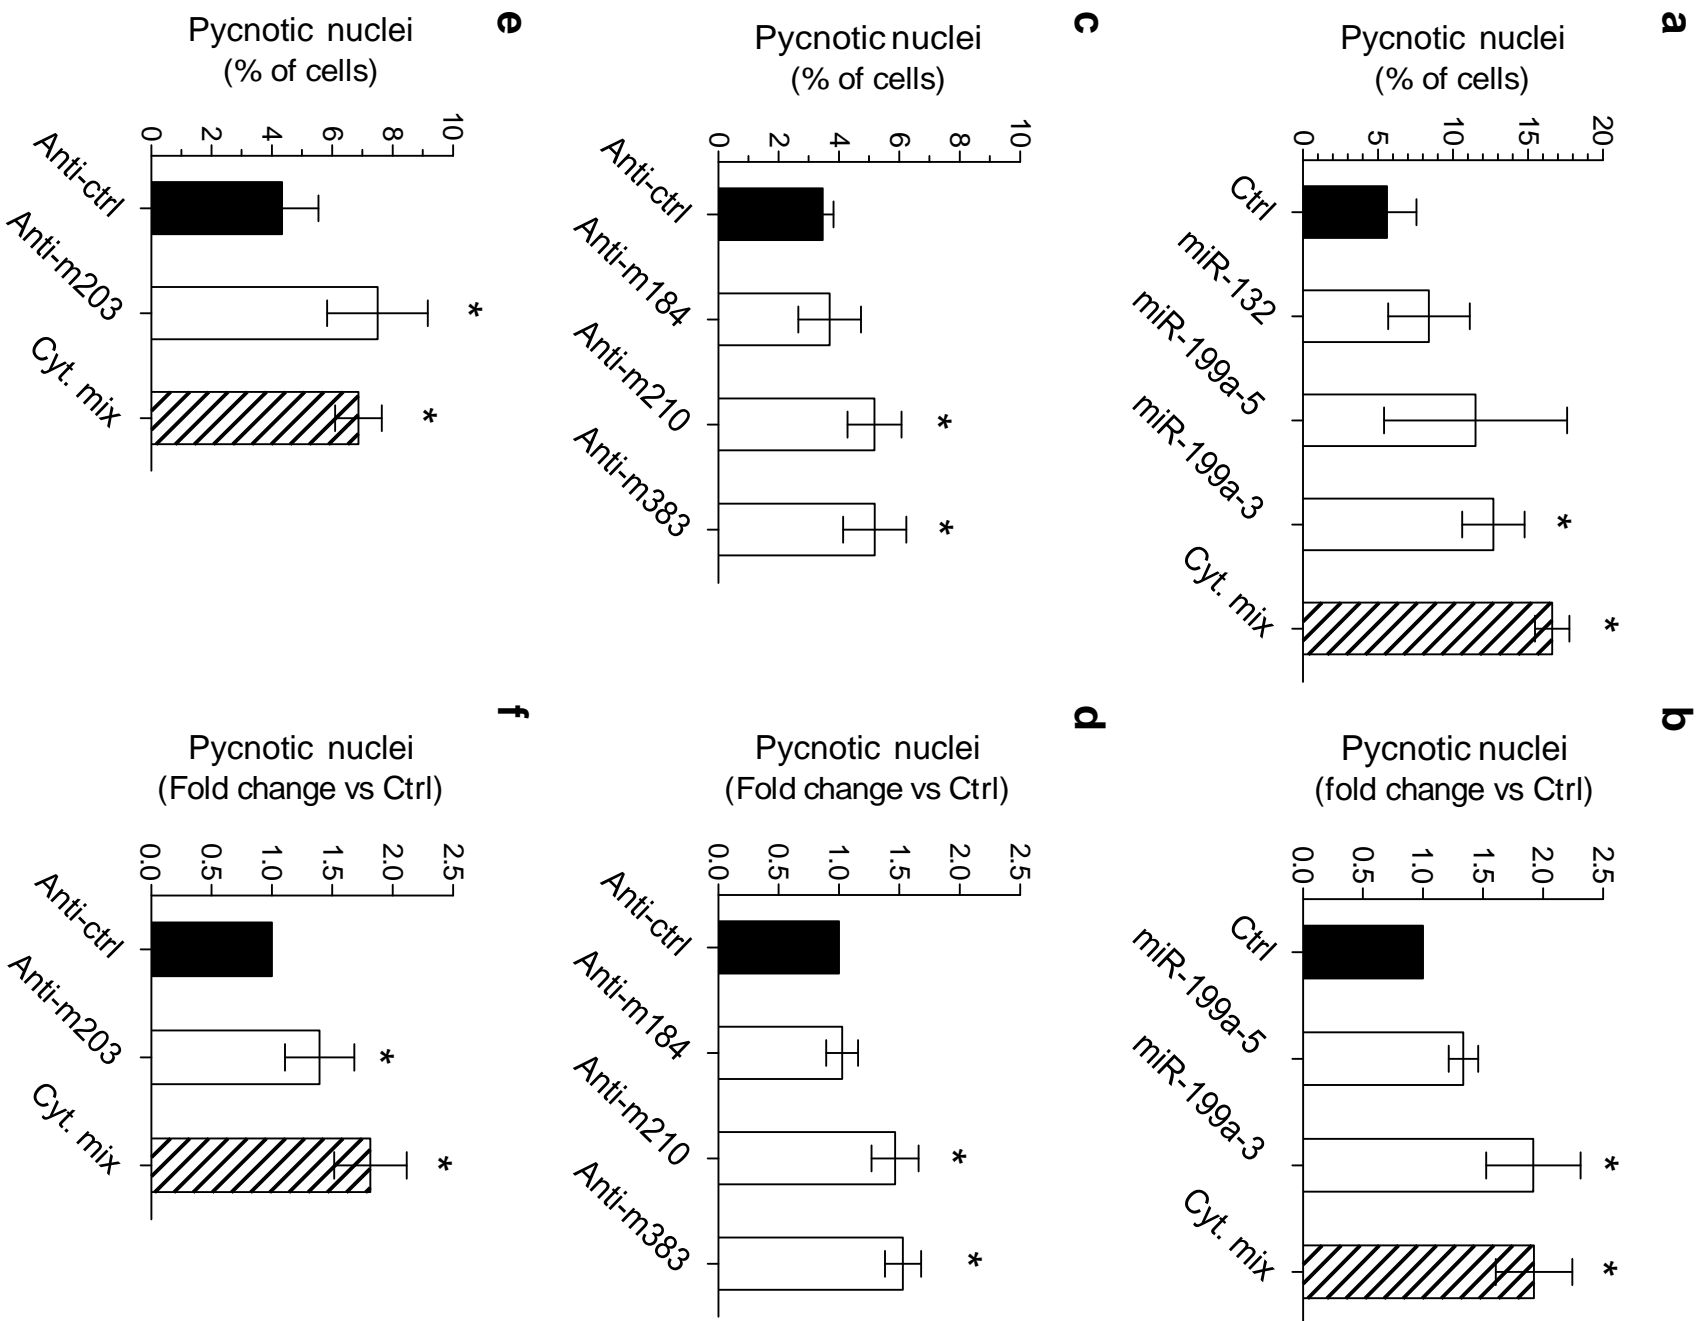 a
Pycnotic nuclei
(% of cells)
20
15
10
5
0
Ctrl
miR-132
miR-199a-5
miR-199a-3
*
Cyt. mix
*
b
Pycnotic nuclei
(fold change vs Ctrl)
2.5
2.0
1.5
1.0
0.5
0.0
Ctrl
miR-199a-5
miR-199a-3
*
Cyt. mix
*
c
Pycnotic nuclei
(% of cells)
10
8
6
4
2
0
Anti-ctrl
Anti-m184
Anti-m210
*
Anti-m383
*
d
Pycnotic nuclei
(Fold change vs Ctrl)
2.5
2.0
1.5
1.0
0.5
0.0
Anti-ctrl
Anti-m184
Anti-m210
*
Anti-m383
*
e
Pycnotic nuclei
(% of cells)
10
8
6
4
2
0
Anti-ctrl
Anti-m203
*
Cyt. mix
*
f
Pycnotic nuclei
(Fold change vs Ctrl)
2.5
2.0
1.5
1.0
0.5
0.0
Anti-ctrl
Anti-m203
*
Cyt. mix
*